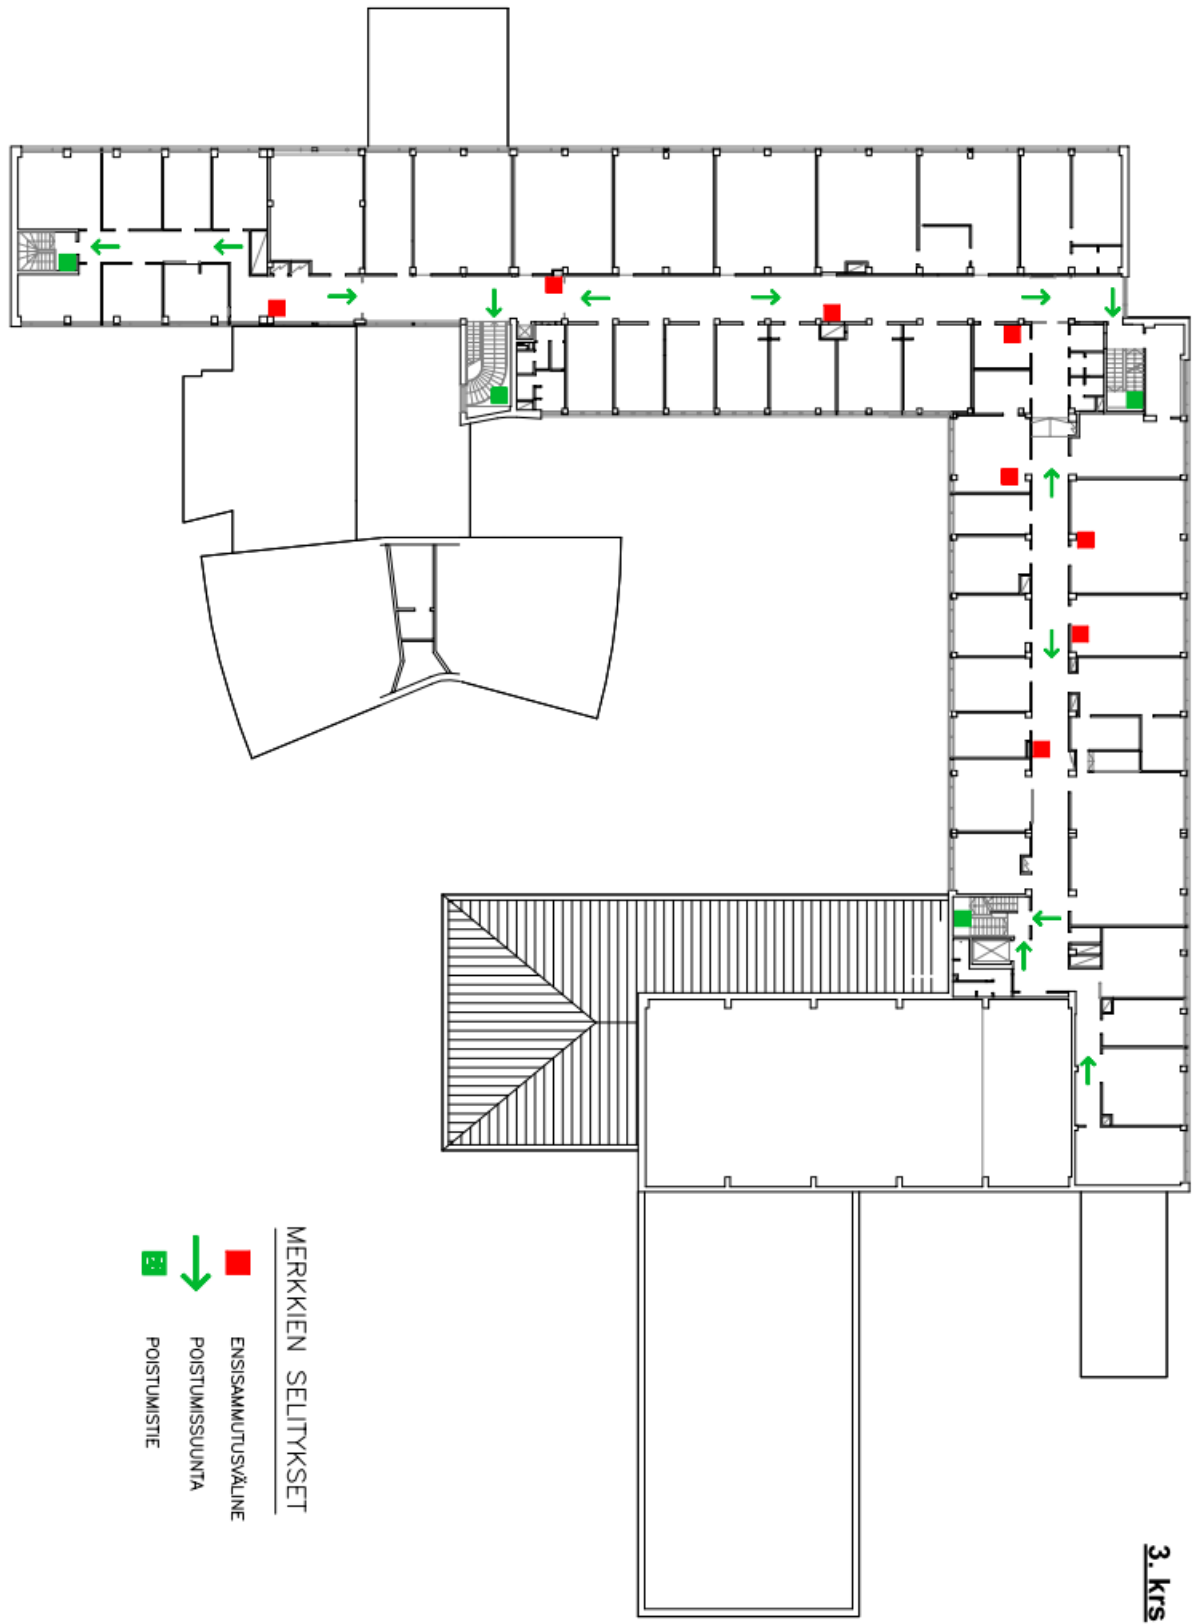 3. krs
MERKKIEN SELITYKSET
ENSISAMMUTUSVÄLINE
POISTUMISSUUNTA
POISTUMISTIE